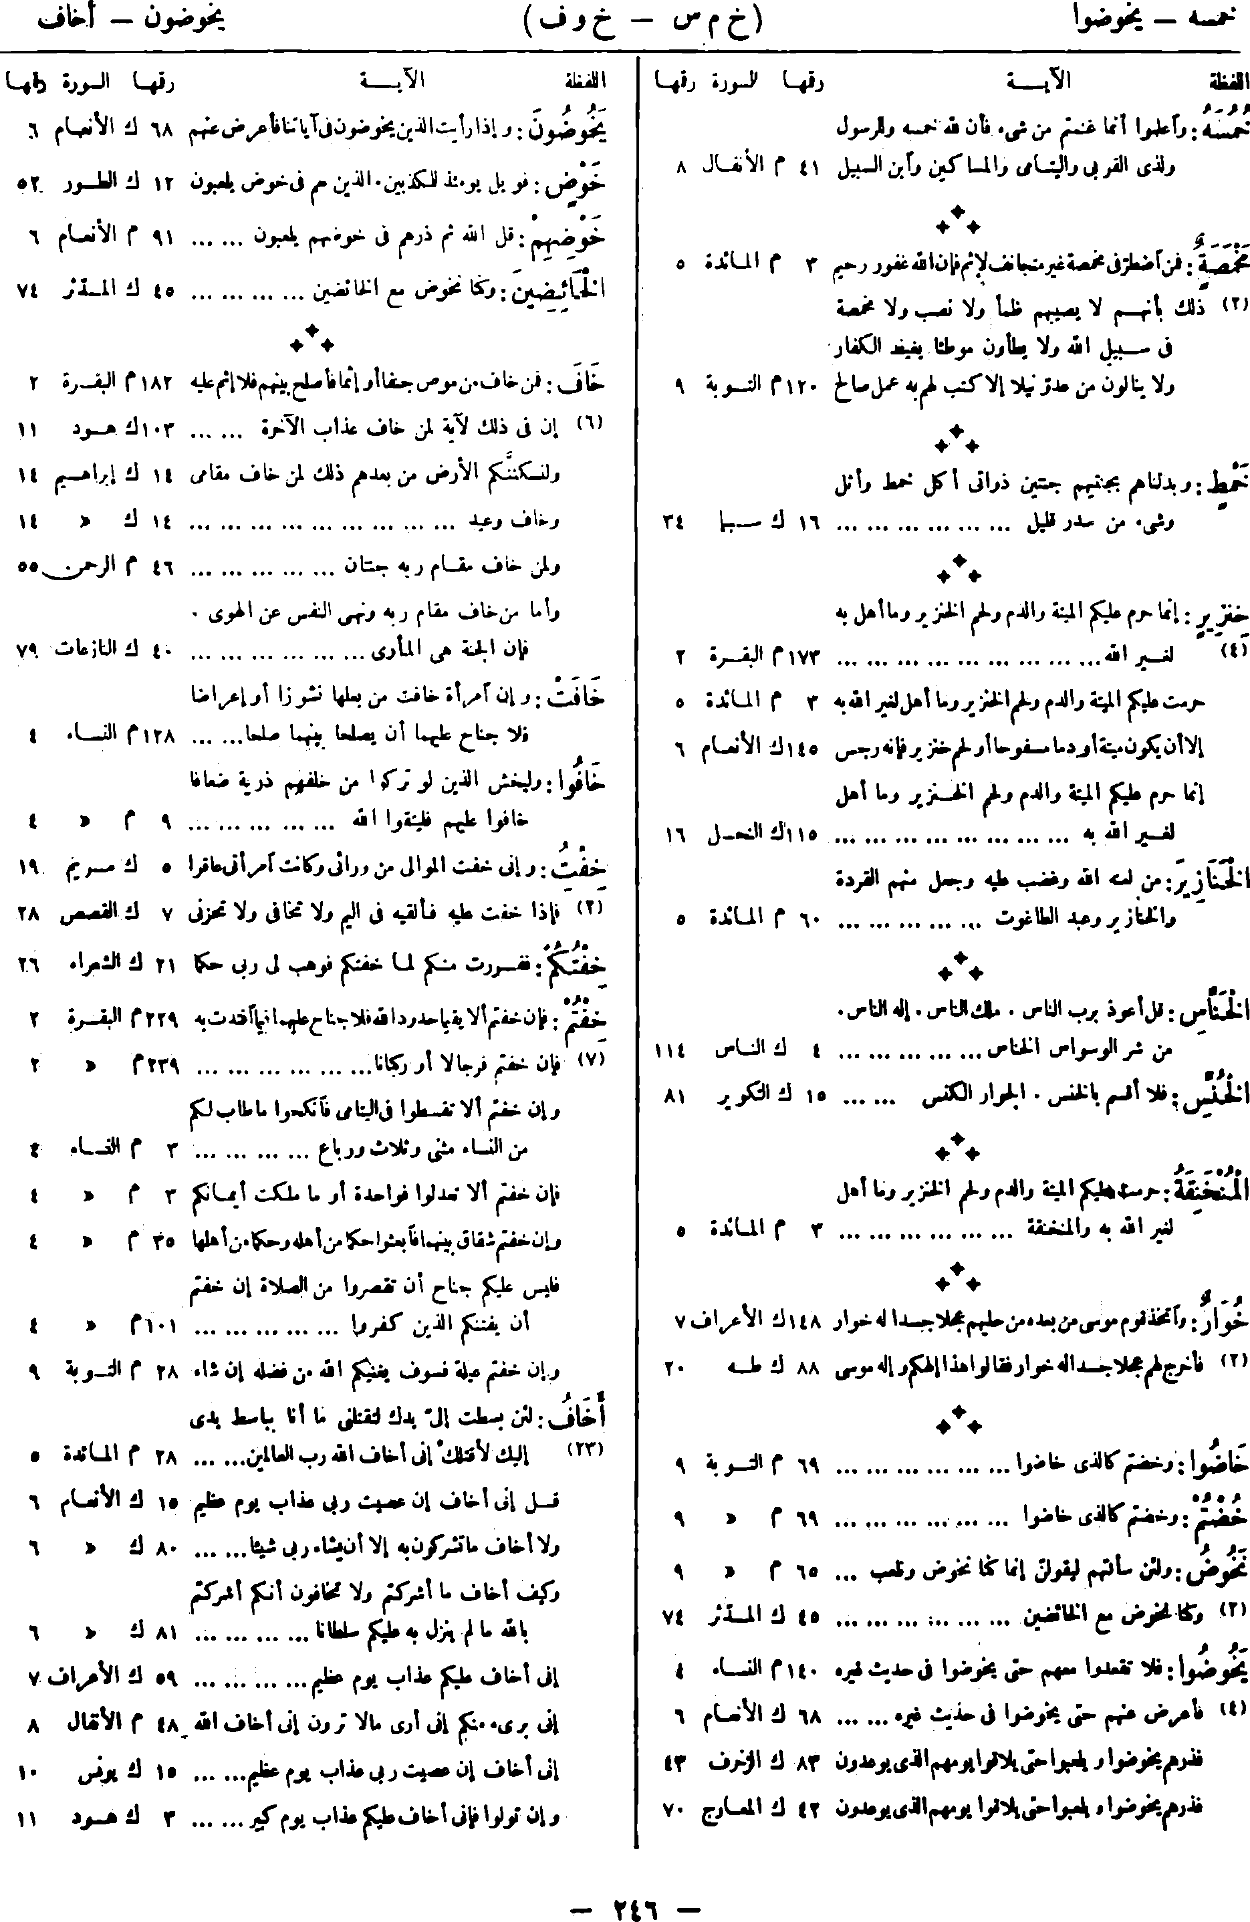 خمسه — يخوضوا (خ م س — خ و ف) يخوضون — أخاف
اللفظة الآيــة رقمها السورة رقمها
خُمُسَهُ : وآعلموا أنما غنمتم من شىء فأن لله خمسه وللرسول
ولذى القربى واليتامى والمساكين وآبن السبيل ٤١ م الأنفال ٨
مَخْمَصَةٍ : فمن آضطر فى مخمصة غير متجانف لإثم فإن الله غفور رحيم ٣ م المائدة ٥
(٢) ذلك بأنهم لا يصيبهم ظمأ ولا نصب ولا مخمصة
فى سبيل الله ولا يطأون موطئا يغيظ الكفار
ولا ينالون من عدوّ نيلا إلا كتب لهم به عمل صالح ١٢٠ م التوبة ٩
خَمْطٍ : وبدلناهم بجنتيهم جنتين ذواتى أكل خمط وأثل
وشىء من سدر قليل ... ... ... ... ... ... ١٦ ك سبإ ٣٤
خِنزِيرٍ : إنما حرم عليكم الميتة والدم ولحم الخنزير وما أهل به
(٤) لغير الله ... ... ... ... ... ... ... ... ... ١٧٣ م البقرة ٢
حرمت عليكم الميتة والدم ولحم الخنزير وما أهل لغير الله به ٣ م المائدة ٥
إلا أن يكون ميتة أو دما مسفوحا أو لحم خنزير فإنه رجس ١٤٥ ك الأنعام ٦
إنما حرم عليكم الميتة والدم ولحم الخنزير وما أهل
لغير الله به ... ... ... ... ... ... ... ... ١١٥ ك النحل ١٦
الْخَنَازِيرَ : من لعنه الله وغضب عليه وجعل منهم القردة
والخنازير وعبد الطاغوت ... ... ... ... ... ٦٠ م المائدة ٥
الْخَنَّاسِ : قل أعوذ برب الناس . ملك الناس . إله الناس .
من شر الوسواس الخناس ... ... ... ... ... ٤ ك الناس ١١٤
الْخُنَّسِ : فلا أقسم بالخنس . الجوار الكنس ... ... ١٥ ك التكوير ٨١
الْمُنْخَنِقَةُ : حرمت عليكم الميتة والدم ولحم الخنزير وما أهل
لغير الله به والمنخنقة ... ... ... ... ... ... ٣ م المائدة ٥
خُوَارٌ : وآتخذ قوم موسى من بعده من حليهم عجلا جسدا له خوار ١٤٨ ك الأعراف ٧
(٢) فأخرج لهم عجلا جسدا له خوار فقالوا هذا إلهكم وإله موسى ٨٨ ك طه ٢٠
خَاضُوا : وخضتم كالذى خاضوا ... ... ... ... ... ... ٦٩ م التوبة ٩
خُضْتُمْ : وخضتم كالذى خاضوا ... ... ... ... ... ... ٦٩ م » ٩
نَخُوضُ : ولئن سألتهم ليقولن إنما كنا نخوض ونلعب ... ٦٥ م » ٩
(٢) وكنا نخوض مع الخائضين ... ... ... ... ... ... ٤٥ ك المدثر ٧٤
يَخُوضُوا : فلا تقعدوا معهم حتى يخوضوا فى حديث غيره ١٤٠ م النساء ٤
(٤) فأعرض عنهم حتى يخوضوا فى حديث غيره ... ... ٦٨ ك الأنعام ٦
فذرهم يخوضوا ويلعبوا حتى يلاقوا يومهم الذى يوعدون ٨٣ ك الزخرف ٤٣
فذرهم يخوضوا ويلعبوا حتى يلاقوا يومهم الذى يوعدون ٤٢ ك المعارج ٧٠
اللفظة الآيــة رقمها السورة رقمها
يَخُوضُونَ : وإذا رأيت الذين يخوضون فى آياتنا فأعرض عنهم ٦٨ ك الأنعام ٦
خَوْضٍ : فويل يومئذ للمكذبين . الذين هم فى خوض يلعبون ١٢ ك الطور ٥٢
خَوْضِهِمْ : قل الله ثم ذرهم فى خوضهم يلعبون ... ... ٩١ م الأنعام ٦
الْخَائِضِينَ : وكنا نخوض مع الخائضين ... ... ... ... ٤٥ ك المدثر ٧٤
خَافَ : فمن خاف من موص جنفا أو إثما فأصلح بينهم فلا إثم عليه ١٨٢ م البقرة ٢
(٦) إن فى ذلك لآية لمن خاف عذاب الآخرة ... ... ١٠٣ ك هود ١١
ولنسكننَّكم الأرض من بعدهم ذلك لمن خاف مقامى ١٤ ك إبراهيم ١٤
وخاف وعيد ... ... ... ... ... ... ... ... ... ١٤ ك » ١٤
ولمن خاف مقام ربه جنتان ... ... ... ... ... ٤٦ م الرحمن ٥٥
وأما من خاف مقام ربه ونهى النفس عن الهوى .
فإن الجنة هى المأوى ... ... ... ... ... ... ٤٠ ك النازعات ٧٩
خَافَتْ : وإن آمرأة خافت من بعلها نشوزا أو إعراضا
فلا جناح عليهما أن يصلحا بينهما صلحا ... ... ١٢٨ م النساء ٤
خَافُوا : وليخش الذين لو تركوا من خلفهم ذرية ضعافا
خافوا عليهم فليتقوا الله ... ... ... ... ... ٩ م » ٤
خِفْتُ : وإنى خفت الموالى من ورائى وكانت آمرأتى عاقرا ٥ ك مريم ١٩
(٢) فإذا خفت عليه فألقيه فى اليم ولا تخافى ولا تحزنى ٧ ك القصص ٢٨
خِفْتُكُمْ : ففررت منكم لما خفتكم فوهب لى ربى حكما ٢١ ك الشعراء ٢٦
خِفْتُمْ : فإن خفتم ألا يقيما حدود الله فلا جناح عليهما فيما آفتدت به ٢٢٩ م البقرة ٢
(٧) فإن خفتم فرجالا أو ركبانا ... ... ... ... ... ... ٢٣٩ م » ٢
وإن خفتم ألا تقسطوا فى اليتامى فآنكحوا ما طاب لكم
من النساء مثنى وثلاث ورباع ... ... ... ... ٣ م النساء ٤
فإن خفتم ألا تعدلوا فواحدة أو ما ملكت أيمانكم ٣ م » ٤
وإن خفتم شقاق بينهما فآبعثوا حكما من أهله وحكما من أهلها ٣٥ م » ٤
فليس عليكم جناح أن تقصروا من الصلاة إن خفتم
أن يفتنكم الذين كفروا ... ... ... ... ... ١٠١ م » ٤
وإن خفتم عيلة فسوف يغنيكم الله من فضله إن شاء ٢٨ م التوبة ٩
أَخَافُ : لئن بسطت إلىّ يدك لتقتلنى ما أنا بباسط يدى
(٢٣) إليك لأقتلك إنى أخاف الله رب العالمين ... ... ٢٨ م المائدة ٥
قل إنى أخاف إن عصيت ربى عذاب يوم عظيم ١٥ ك الأنعام ٦
ولا أخاف ما تشركون به إلا أن يشاء ربى شيئا ... ... ٨٠ ك » ٦
وكيف أخاف ما أشركتم ولا تخافون أنكم أشركتم
بالله ما لم ينزل به عليكم سلطانا ... ... ... ... ٨١ ك » ٦
إنى أخاف عليكم عذاب يوم عظيم ... ... ... ... ٥٩ ك الأعراف ٧
إنى برىء منكم إنى أرى مالا ترون إنى أخاف الله ٤٨ م الأنفال ٨
إنى أخاف إن عصيت ربى عذاب يوم عظيم ... ... ١٥ ك يونس ١٠
وإن تولوا فإنى أخاف عليكم عذاب يوم كبير ... ... ٣ ك هود ١١
— ٢٤٦ —